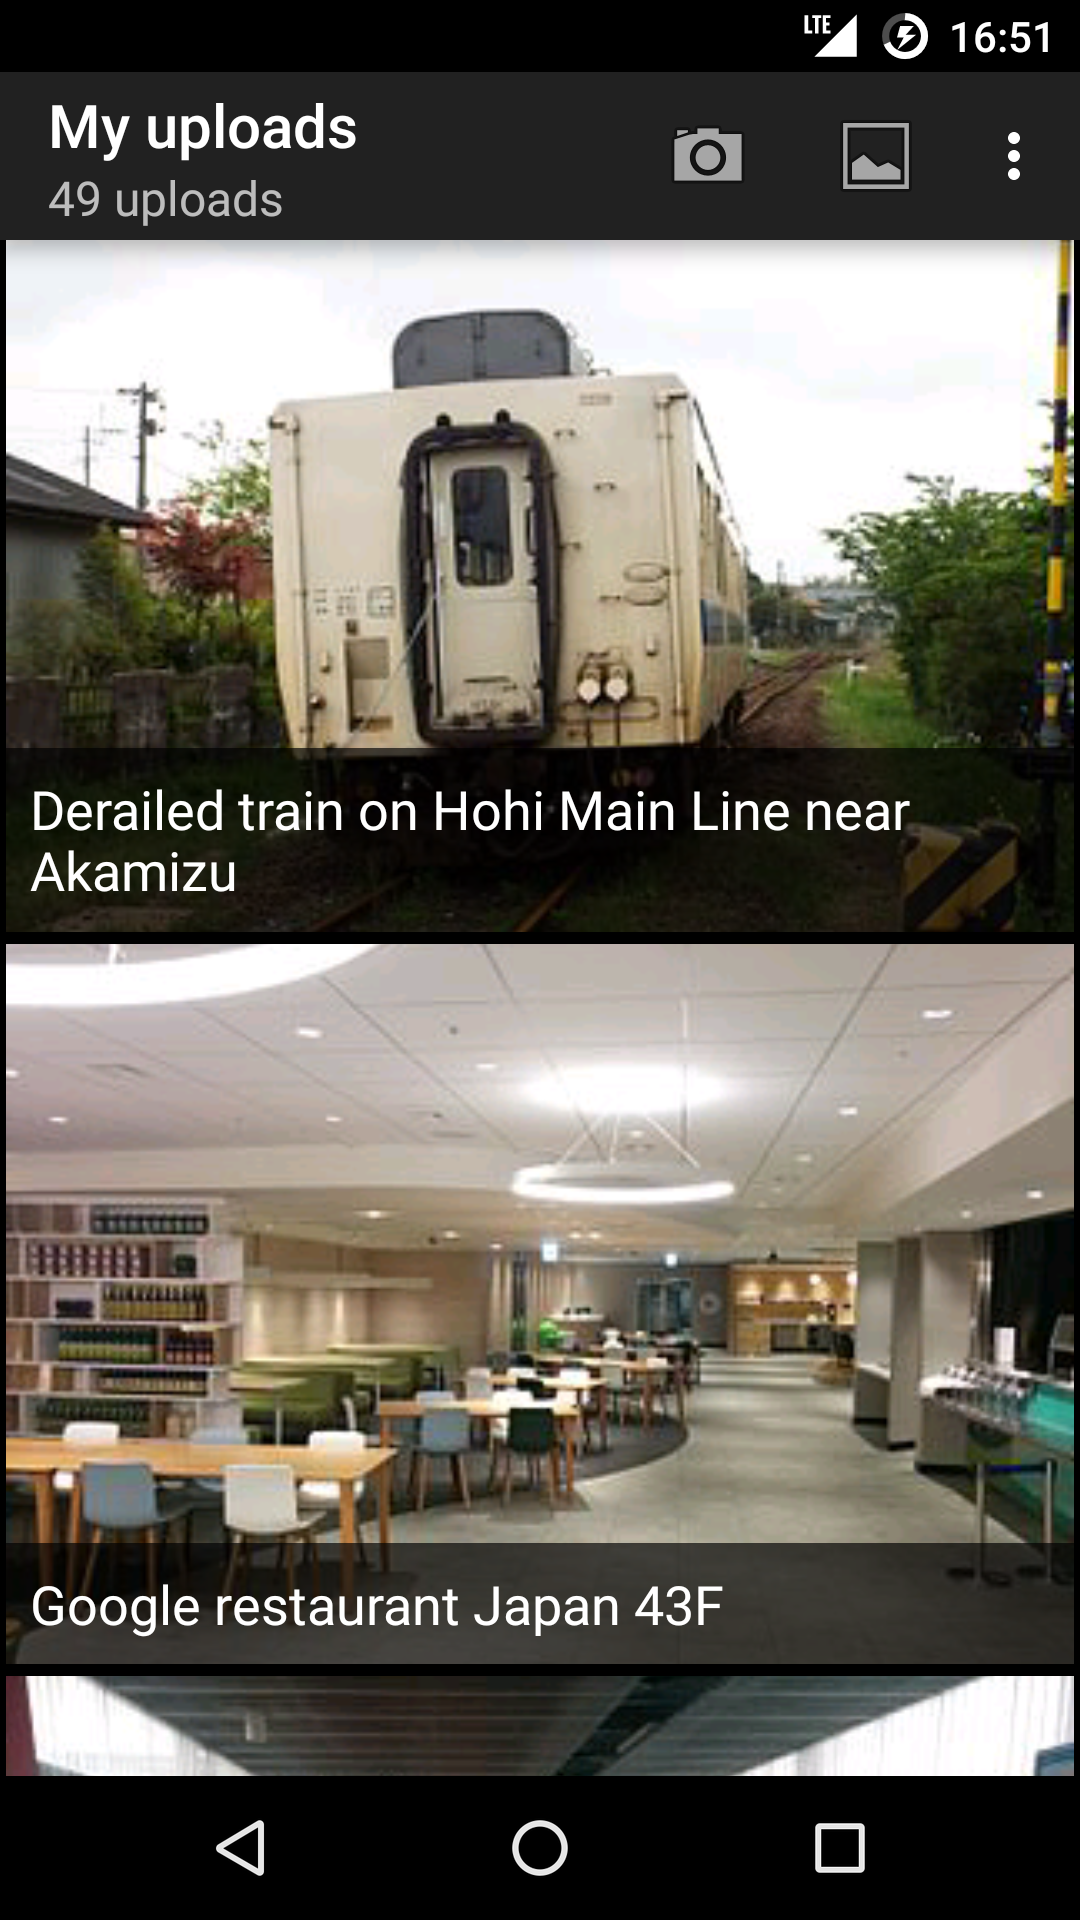 LTE 16:51
My uploads
49 uploads
Derailed train on Hohi Main Line near
Akamizu
Google restaurant Japan 43F